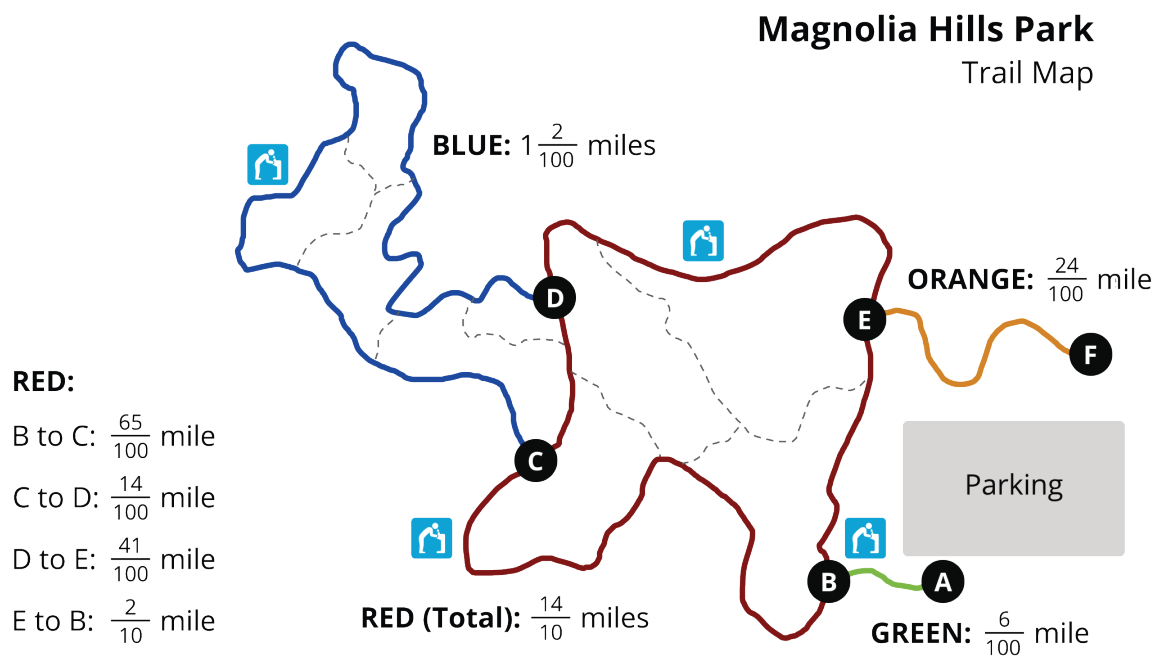 Magnolia Hills Park
Trail Map
BLUE: 1 2/100 miles
ORANGE: 24/100 mile
D
E
F
RED:
B to C: 65/100 mile
C to D: 14/100 mile
D to E: 41/100 mile
E to B: 2/10 mile
C
Parking
B
A
RED (Total): 14/10 miles
GREEN: 6/100 mile